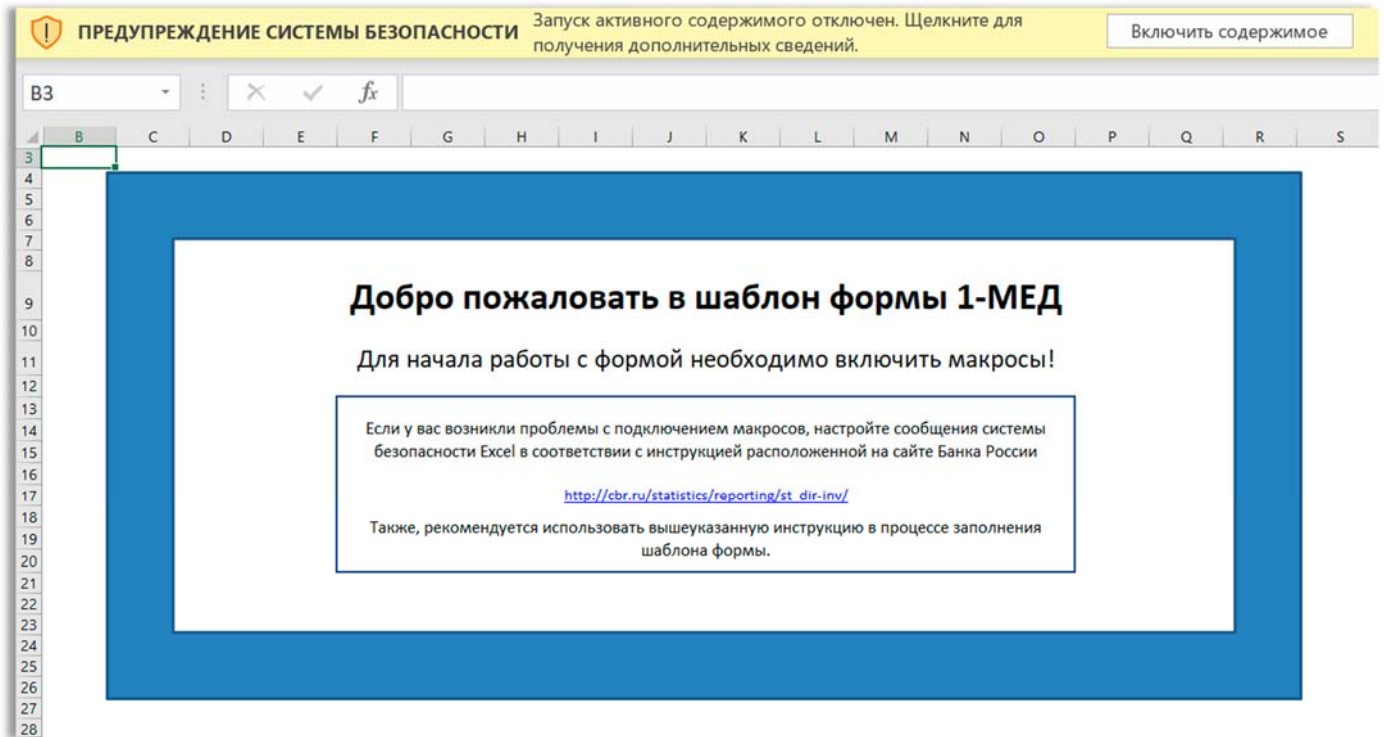 ПРЕДУПРЕЖДЕНИЕ СИСТЕМЫ БЕЗОПАСНОСТИ
Запуск активного содержимого отключен. Щелкните для
получения дополнительных сведений.
Включить содержимое
B3
fx
B C D E F G H I J K L M N O P Q R S
3
4
5
6
7
8
9
10
11
12
13
14
15
16
17
18
19
20
21
22
23
24
25
26
27
28
Добро пожаловать в шаблон формы 1-МЕД
Для начала работы с формой необходимо включить макросы!
Если у вас возникли проблемы с подключением макросов, настройте сообщения системы
безопасности Excel в соответствии с инструкцией расположенной на сайте Банка России
http://cbr.ru/statistics/reporting/st_dir-inv/
Также, рекомендуется использовать вышеуказанную инструкцию в процессе заполнения
шаблона формы.